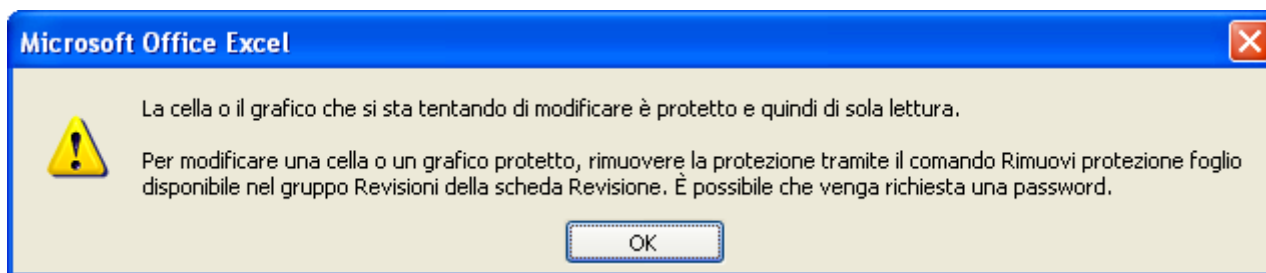 Microsoft Office Excel
La cella o il grafico che si sta tentando di modificare è protetto e quindi di sola lettura.
Per modificare una cella o un grafico protetto, rimuovere la protezione tramite il comando Rimuovi protezione foglio
disponibile nel gruppo Revisioni della scheda Revisione. È possibile che venga richiesta una password.
OK